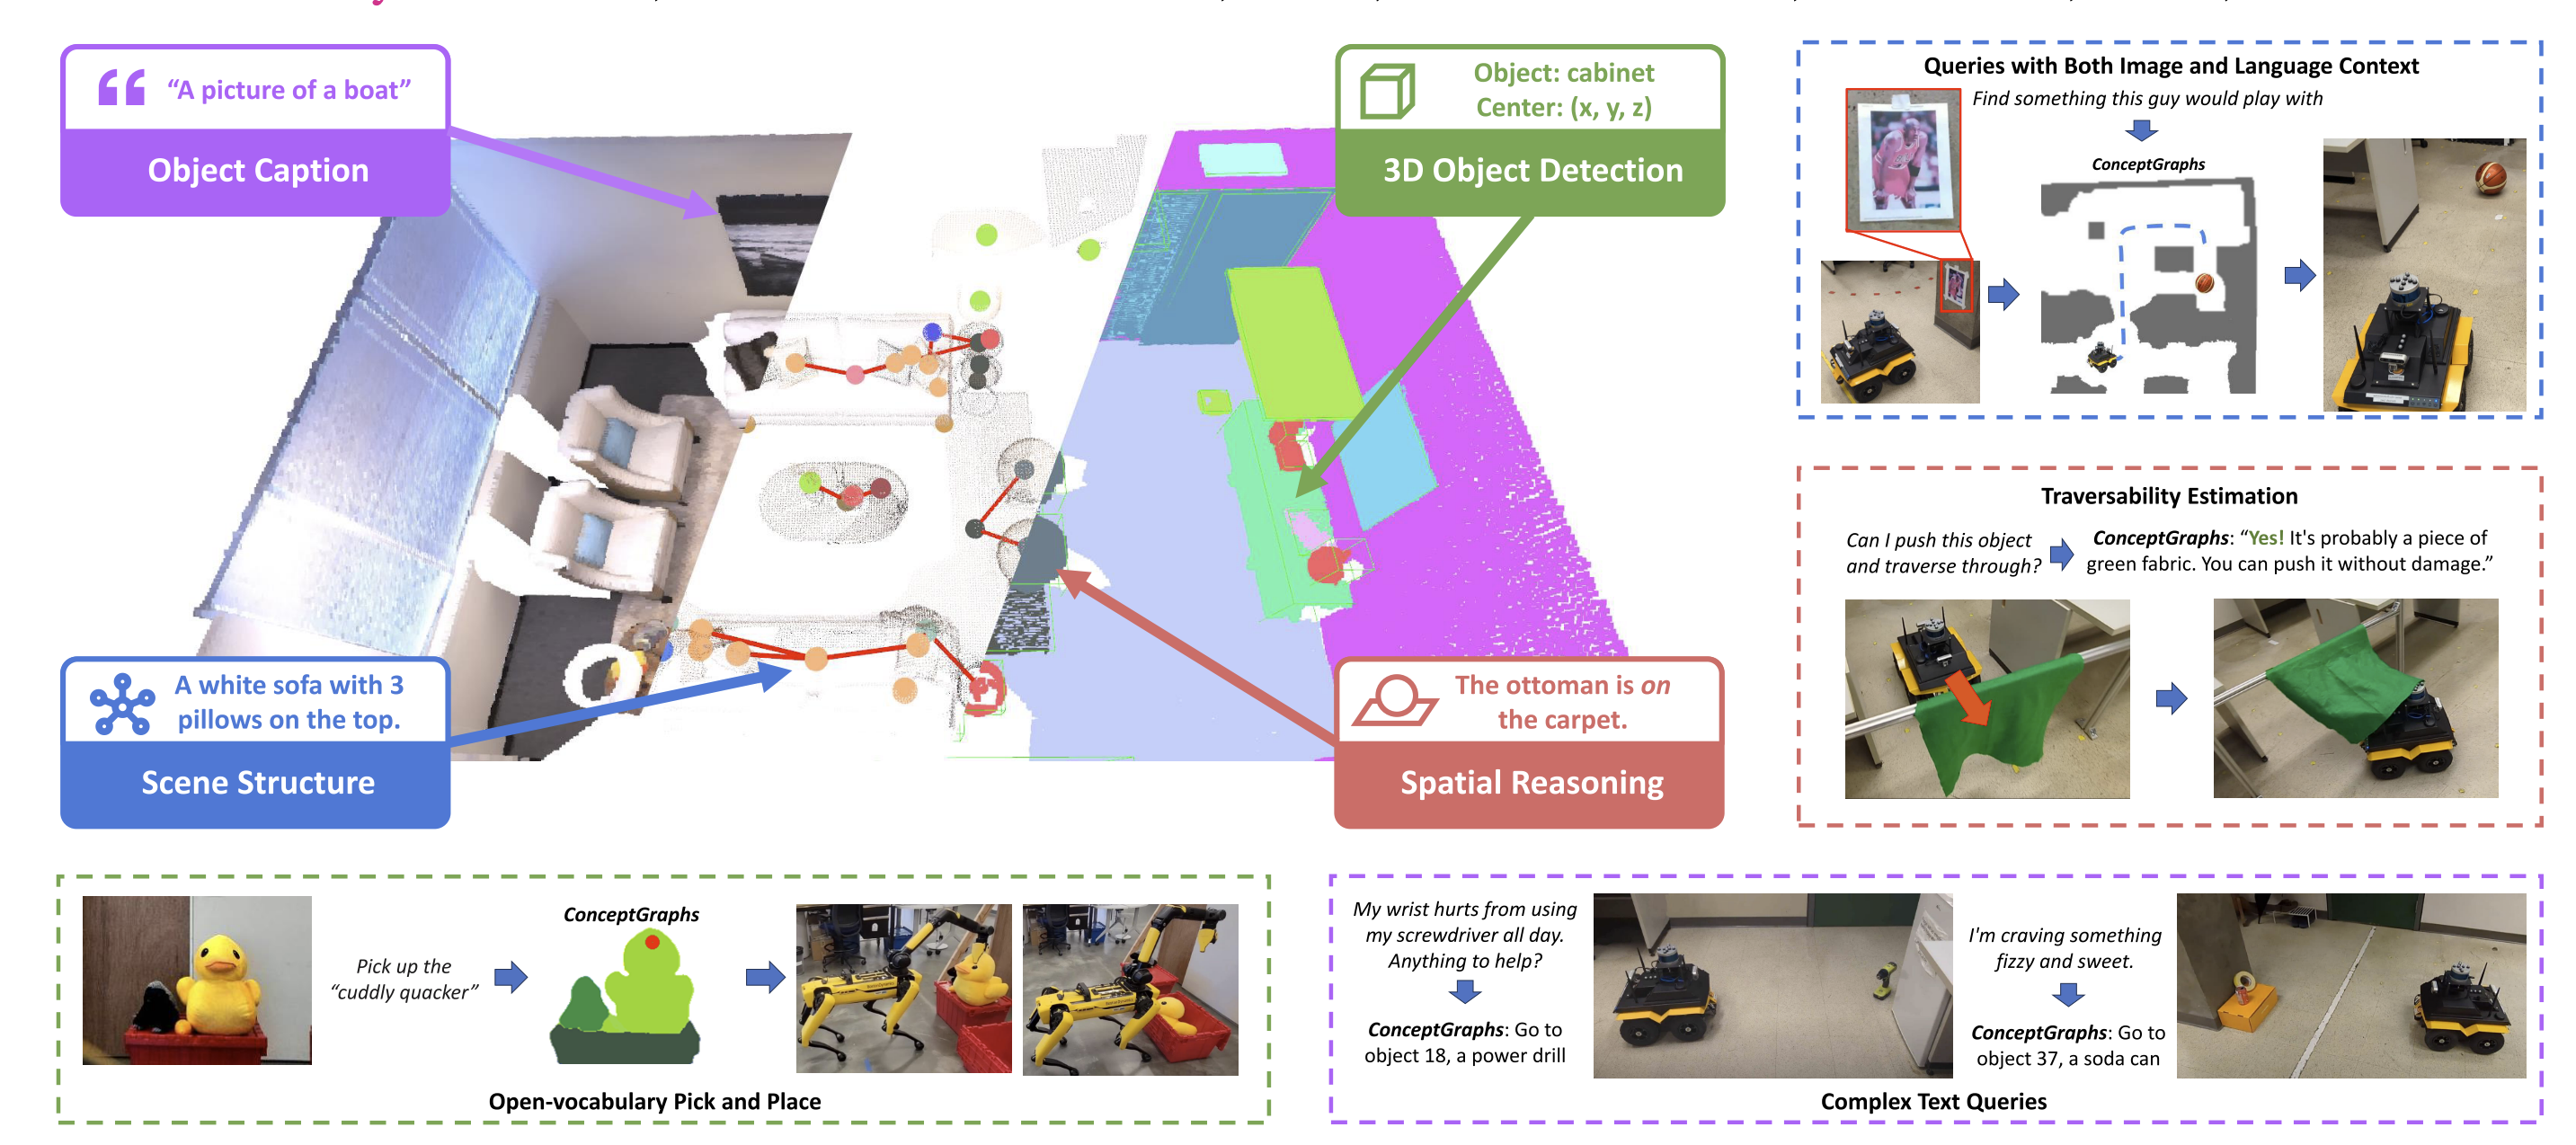 “A picture of a boat”
Object Caption
Object: cabinet
Center: (x, y, z)
3D Object Detection
A white sofa with 3
pillows on the top.
Scene Structure
The ottoman is on
the carpet.
Spatial Reasoning
Queries with Both Image and Language Context
Find something this guy would play with
ConceptGraphs
Traversability Estimation
Can I push this object
and traverse through?
ConceptGraphs: “Yes! It's probably a piece of
green fabric. You can push it without damage.”
Pick up the
“cuddly quacker”
ConceptGraphs
Open-vocabulary Pick and Place
My wrist hurts from using
my screwdriver all day.
Anything to help?
ConceptGraphs: Go to
object 18, a power drill
I'm craving something
fizzy and sweet.
ConceptGraphs: Go to
object 37, a soda can
Complex Text Queries